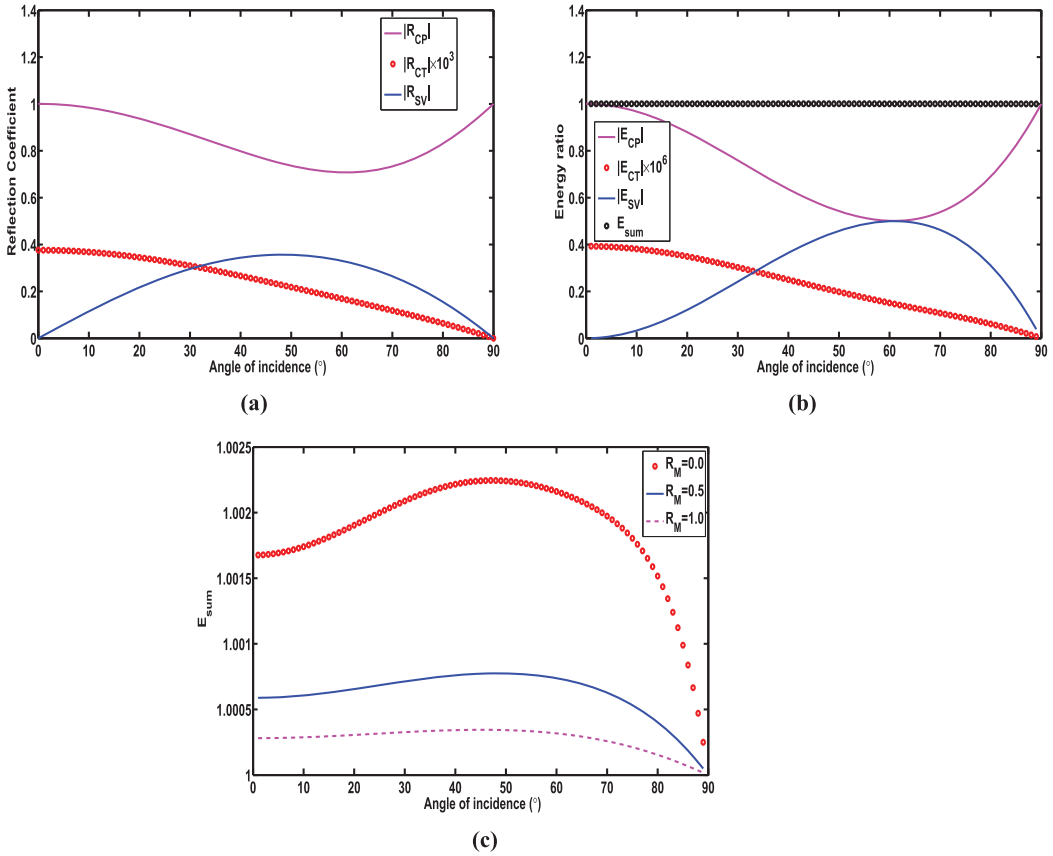 1.4
1.2
1
0.8
0.6
0.4
0.2
0
Reflection Coefficient
|R_CP|
|R_CT|×10^3
|R_SV|
0 10 20 30 40 50 60 70 80 90
Angle of incidence (°)
(a)
1.4
1.2
1
0.8
0.6
0.4
0.2
0
Energy ratio
|E_CP|
|E_CT|×10^6
|E_SV|
E_sum
0 10 20 30 40 50 60 70 80 90
Angle of incidence (°)
(b)
1.0025
1.002
1.0015
1.001
1.0005
1
E_sum
R_M=0.0
R_M=0.5
R_M=1.0
0 10 20 30 40 50 60 70 80 90
Angle of incidence (°)
(c)